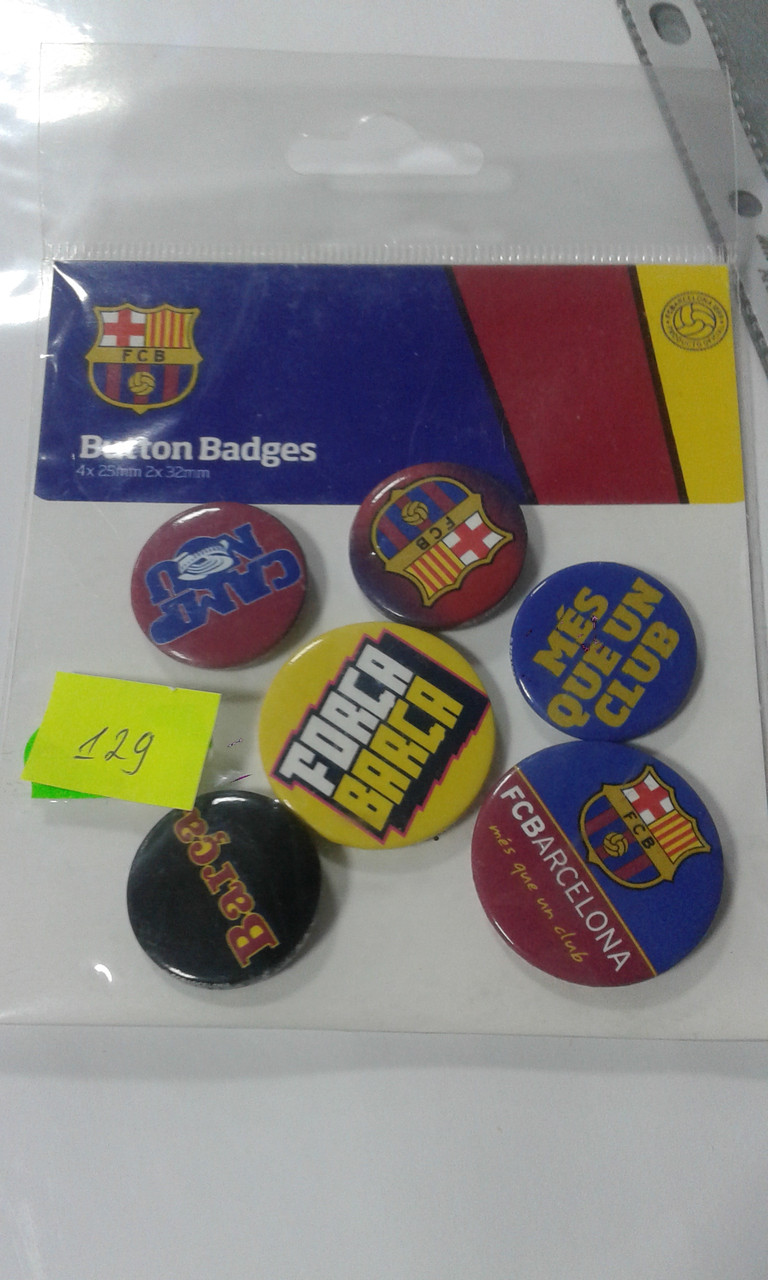 FCB
Button Badges
4x 25mm 2x 32mm
CAMP
NOU
FCB
MÉS
QUE UN
CLUB
FORÇA
BARÇA
129
Barça
FCB
FCBARCELONA
més que un club